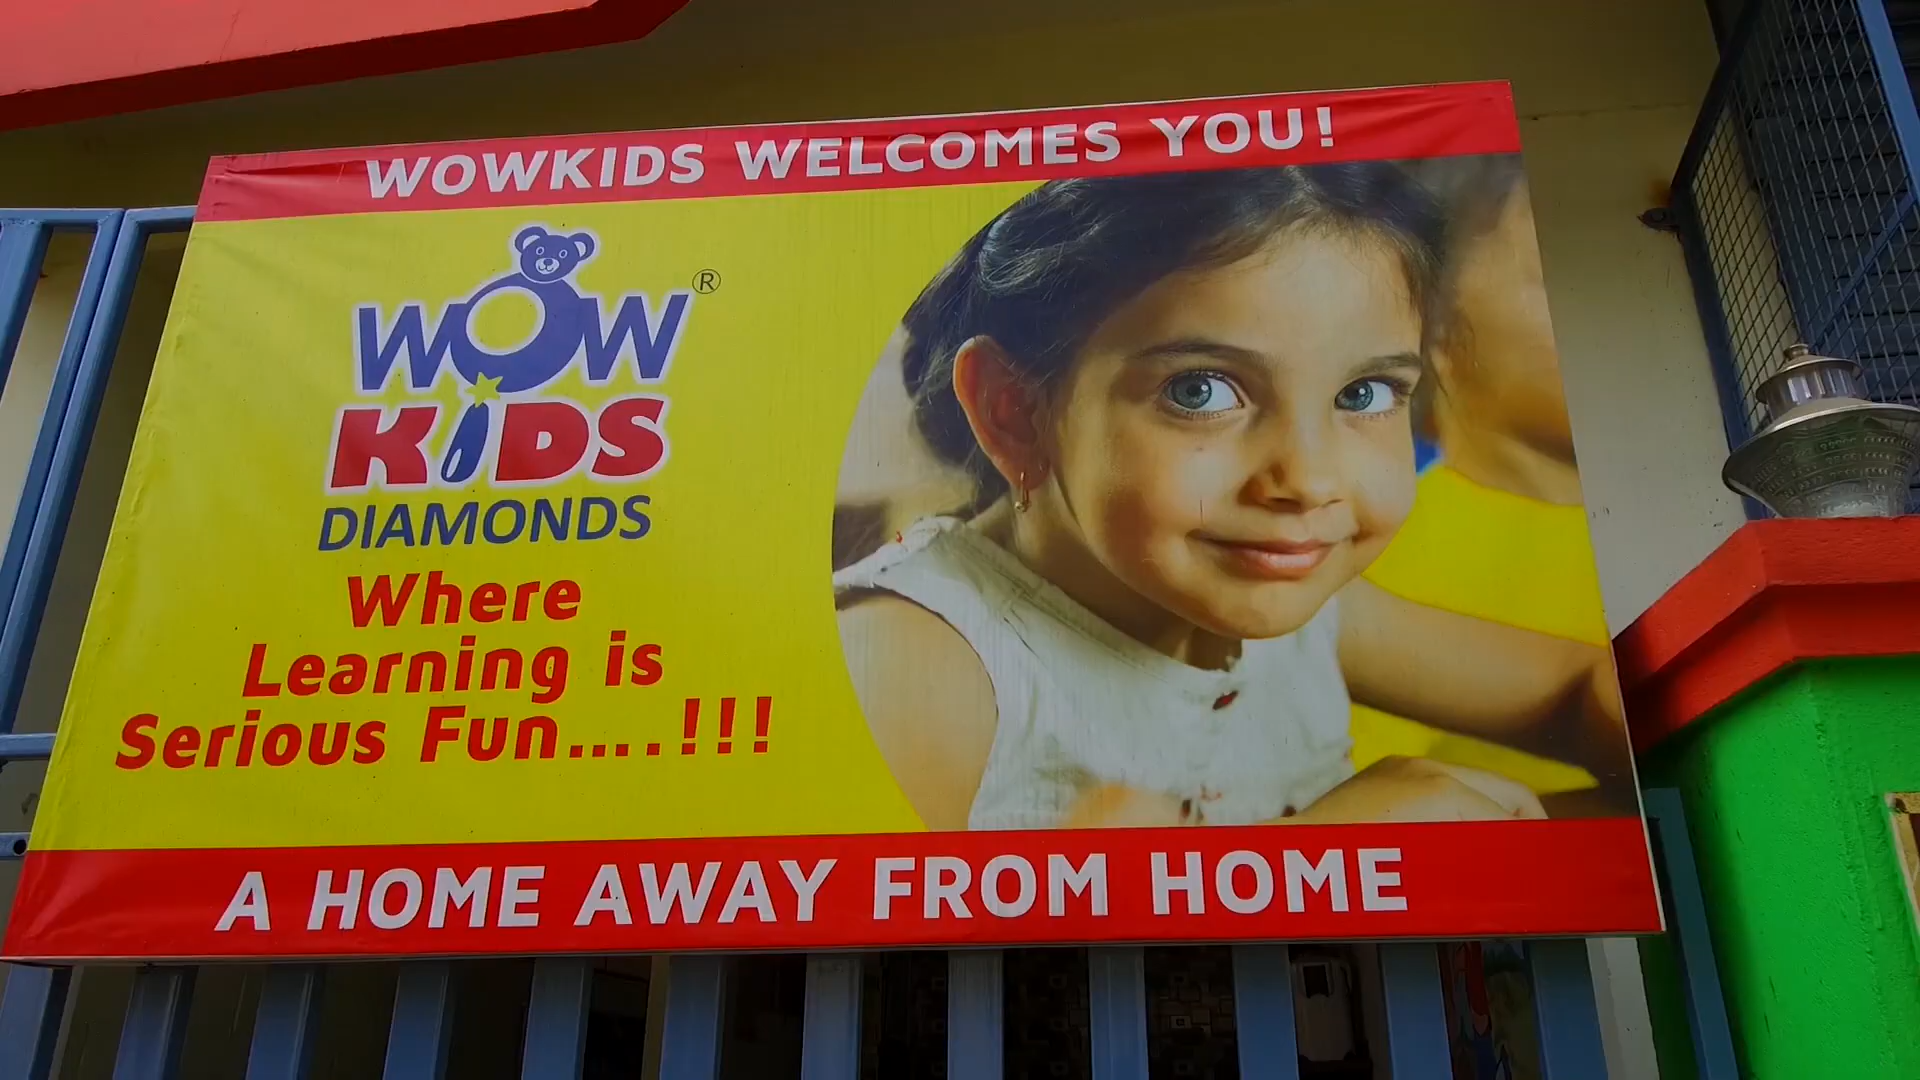 WOWKIDS WELCOMES YOU!
WOW®
KIDS
DIAMONDS
Where
Learning is
Serious Fun....!!!
A HOME AWAY FROM HOME